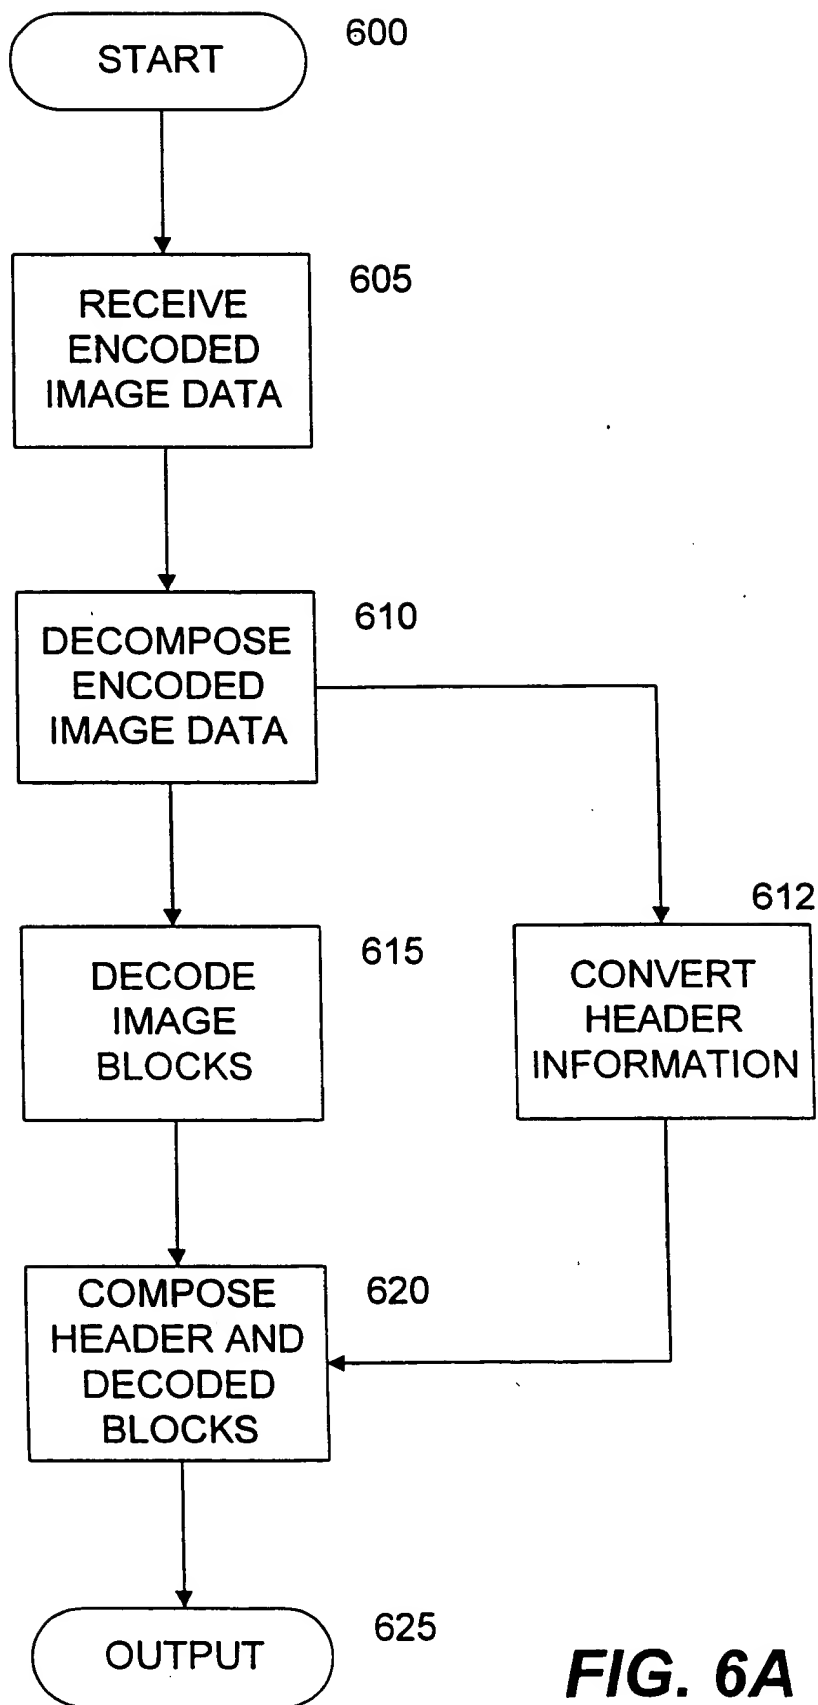 START
600
RECEIVE
ENCODED
IMAGE DATA
605
DECOMPOSE
ENCODED
IMAGE DATA
610
DECODE
IMAGE
BLOCKS
615
612
CONVERT
HEADER
INFORMATION
COMPOSE
HEADER AND
DECODED
BLOCKS
620
OUTPUT
625
FIG. 6A